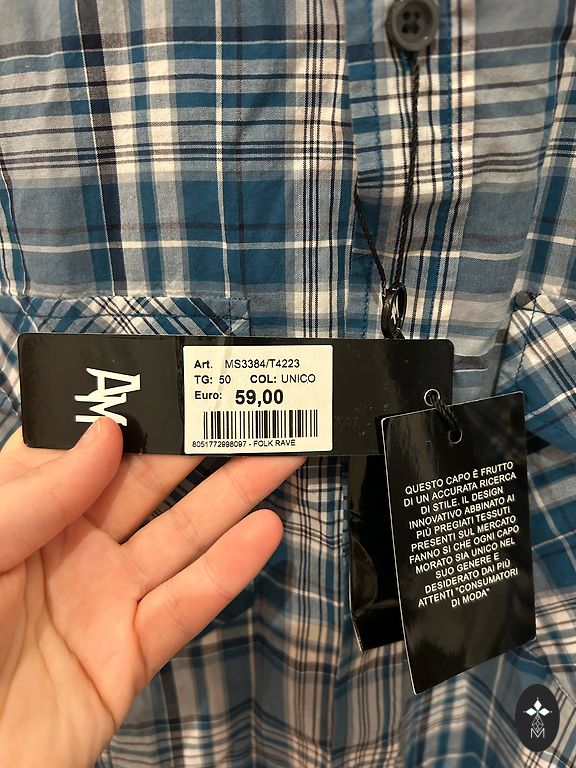 AM
Art. MS3384/T4223
TG: 50 COL: UNICO
Euro: 59,00
8051772998097 - FOLK RAVE
QUESTO CAPO È FRUTTO
DI UN ACCURATA RICERCA
DI STILE. IL DESIGN
INNOVATIVO ABBINATO AI
PIÙ PREGIATI TESSUTI
PRESENTI SUL MERCATO
FANNO SI CHE OGNI CAPO
MORATO SIA UNICO NEL
SUO GENERE E
DESIDERATO DAI PIÙ
ATTENTI "CONSUMATORI
DI MODA"
M